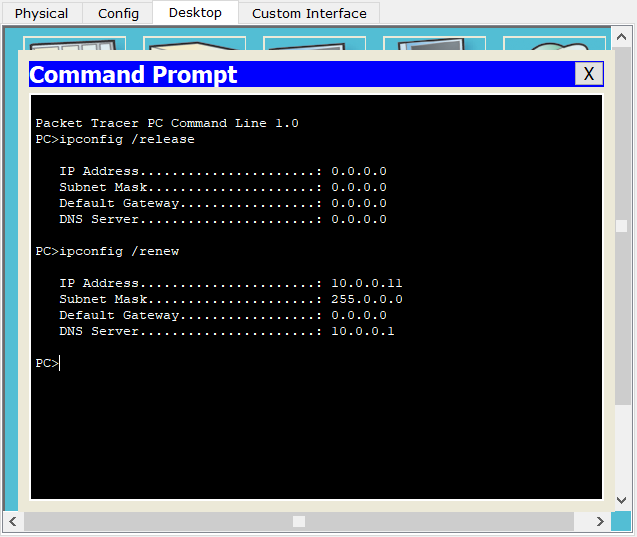 Physical Config Desktop Custom Interface
Command Prompt X
Packet Tracer PC Command Line 1.0
PC>ipconfig /release
IP Address......................: 0.0.0.0
Subnet Mask.....................: 0.0.0.0
Default Gateway.................: 0.0.0.0
DNS Server......................: 0.0.0.0
PC>ipconfig /renew
IP Address......................: 10.0.0.11
Subnet Mask.....................: 255.0.0.0
Default Gateway.................: 0.0.0.0
DNS Server......................: 10.0.0.1
PC>